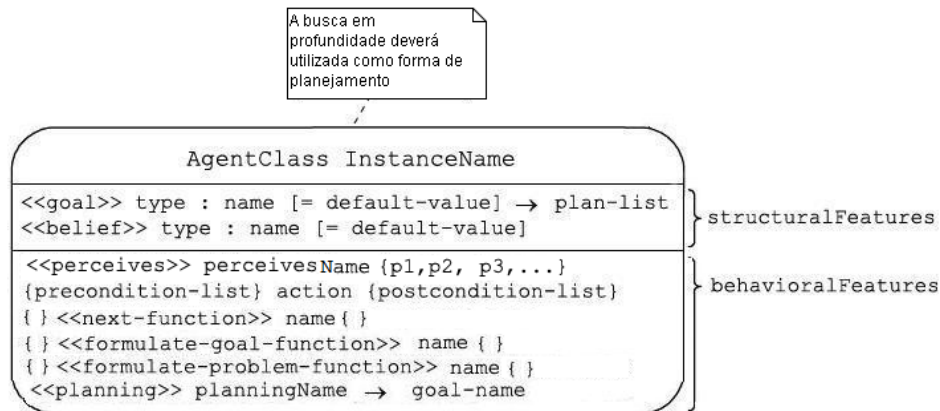 A busca em
profundidade deverá
utilizada como forma de
planejamento
AgentClass InstanceName
<<goal>> type : name [= default-value] → plan-list
<<belief>> type : name [= default-value]
structuralFeatures
<<perceives>> perceivesName {p1,p2, p3,...}
{precondition-list} action {postcondition-list}
{ } <<next-function>> name { }
{ } <<formulate-goal-function>> name { }
{ } <<formulate-problem-function>> name { }
<<planning>> planningName → goal-name
behavioralFeatures